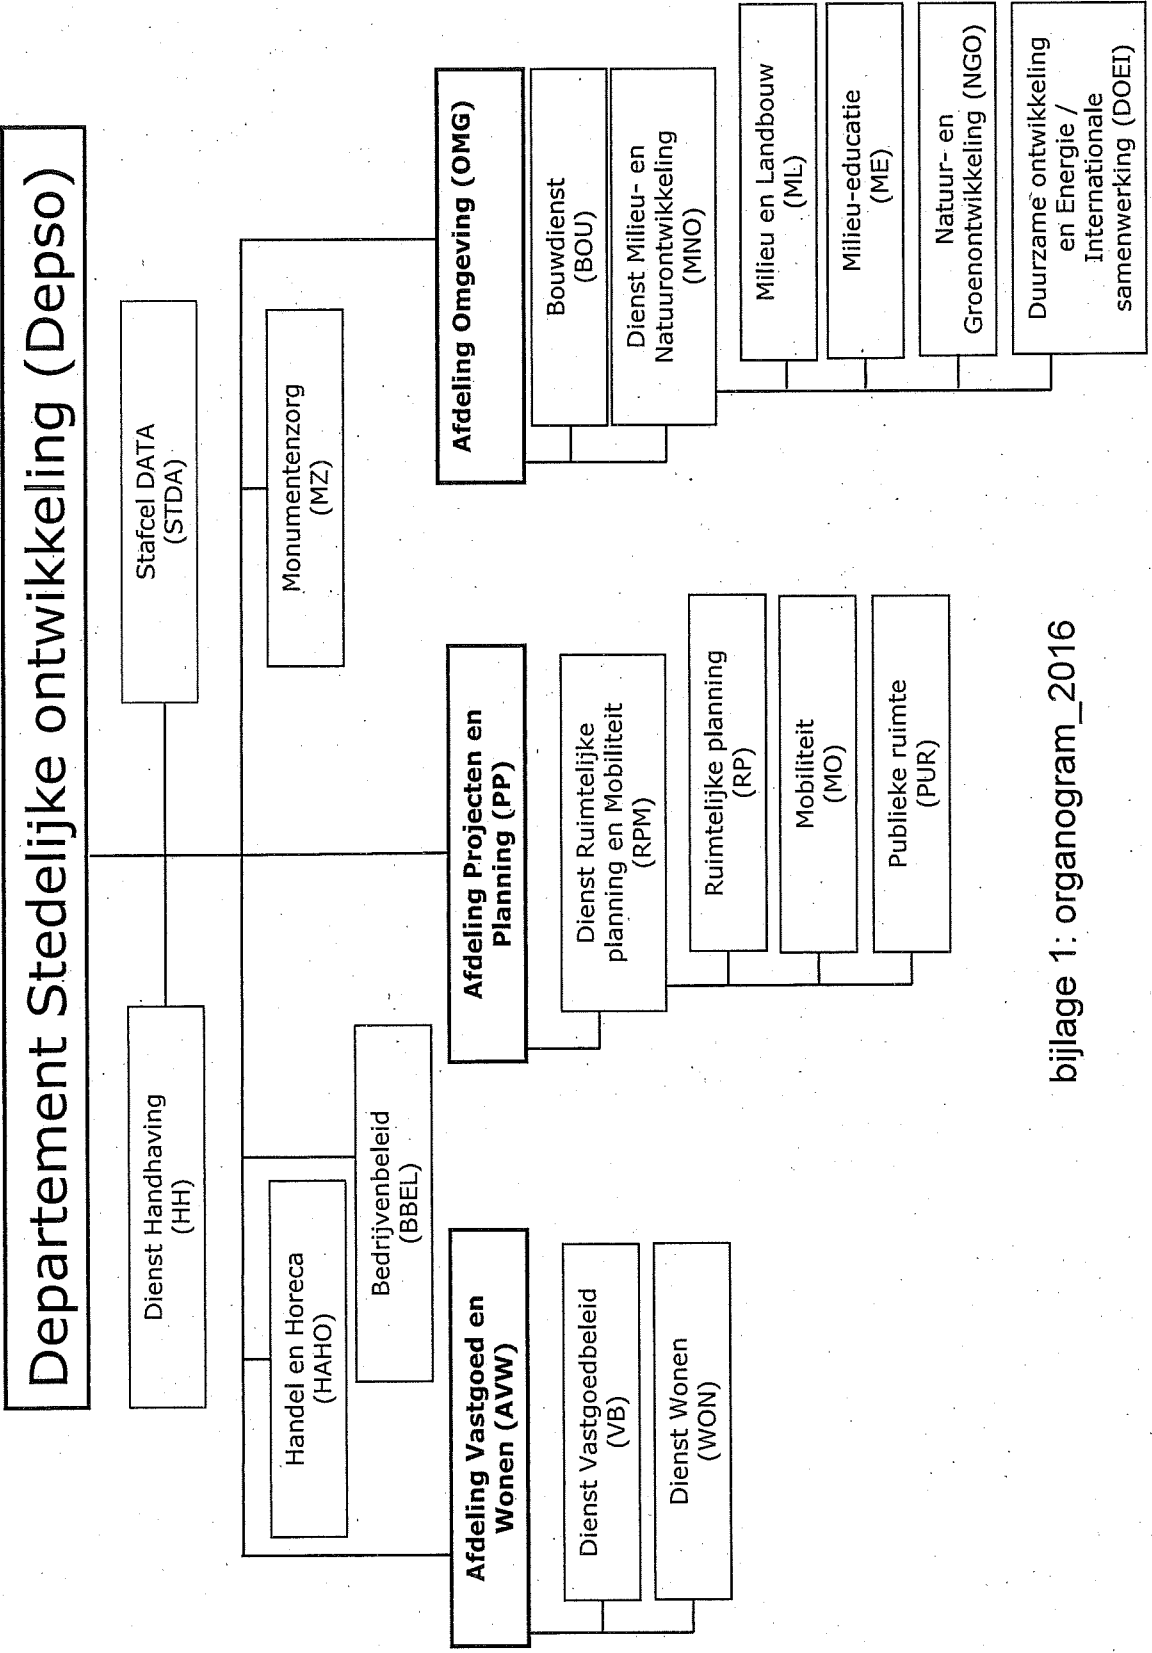 Departement Stedelijke ontwikkeling (Depso)
Dienst Handhaving
(HH)
Stafcel DATA
(STDA)
Handel en Horeca
(HAHO)
Bedrijvenbeleid
(BBEL)
Monumentenzorg
(MZ)
Afdeling Vastgoed en
Wonen (AVW)
Dienst Vastgoedbeleid
(VB)
Dienst Wonen
(WON)
Afdeling Projecten en
Planning (PP)
Dienst Ruimtelijke
planning en Mobiliteit
(RPM)
Ruimtelijke planning
(RP)
Mobiliteit
(MO)
Publieke ruimte
(PUR)
Afdeling Omgeving (OMG)
Bouwdienst
(BOU)
Dienst Milieu- en
Natuurontwikkeling
(MNO)
Milieu en Landbouw
(ML)
Milieu-educatie
(ME)
Natuur- en
Groenontwikkeling (NGO)
Duurzame ontwikkeling
en Energie /
Internationale
samenwerking (DOEI)
bijlage 1: organogram_2016